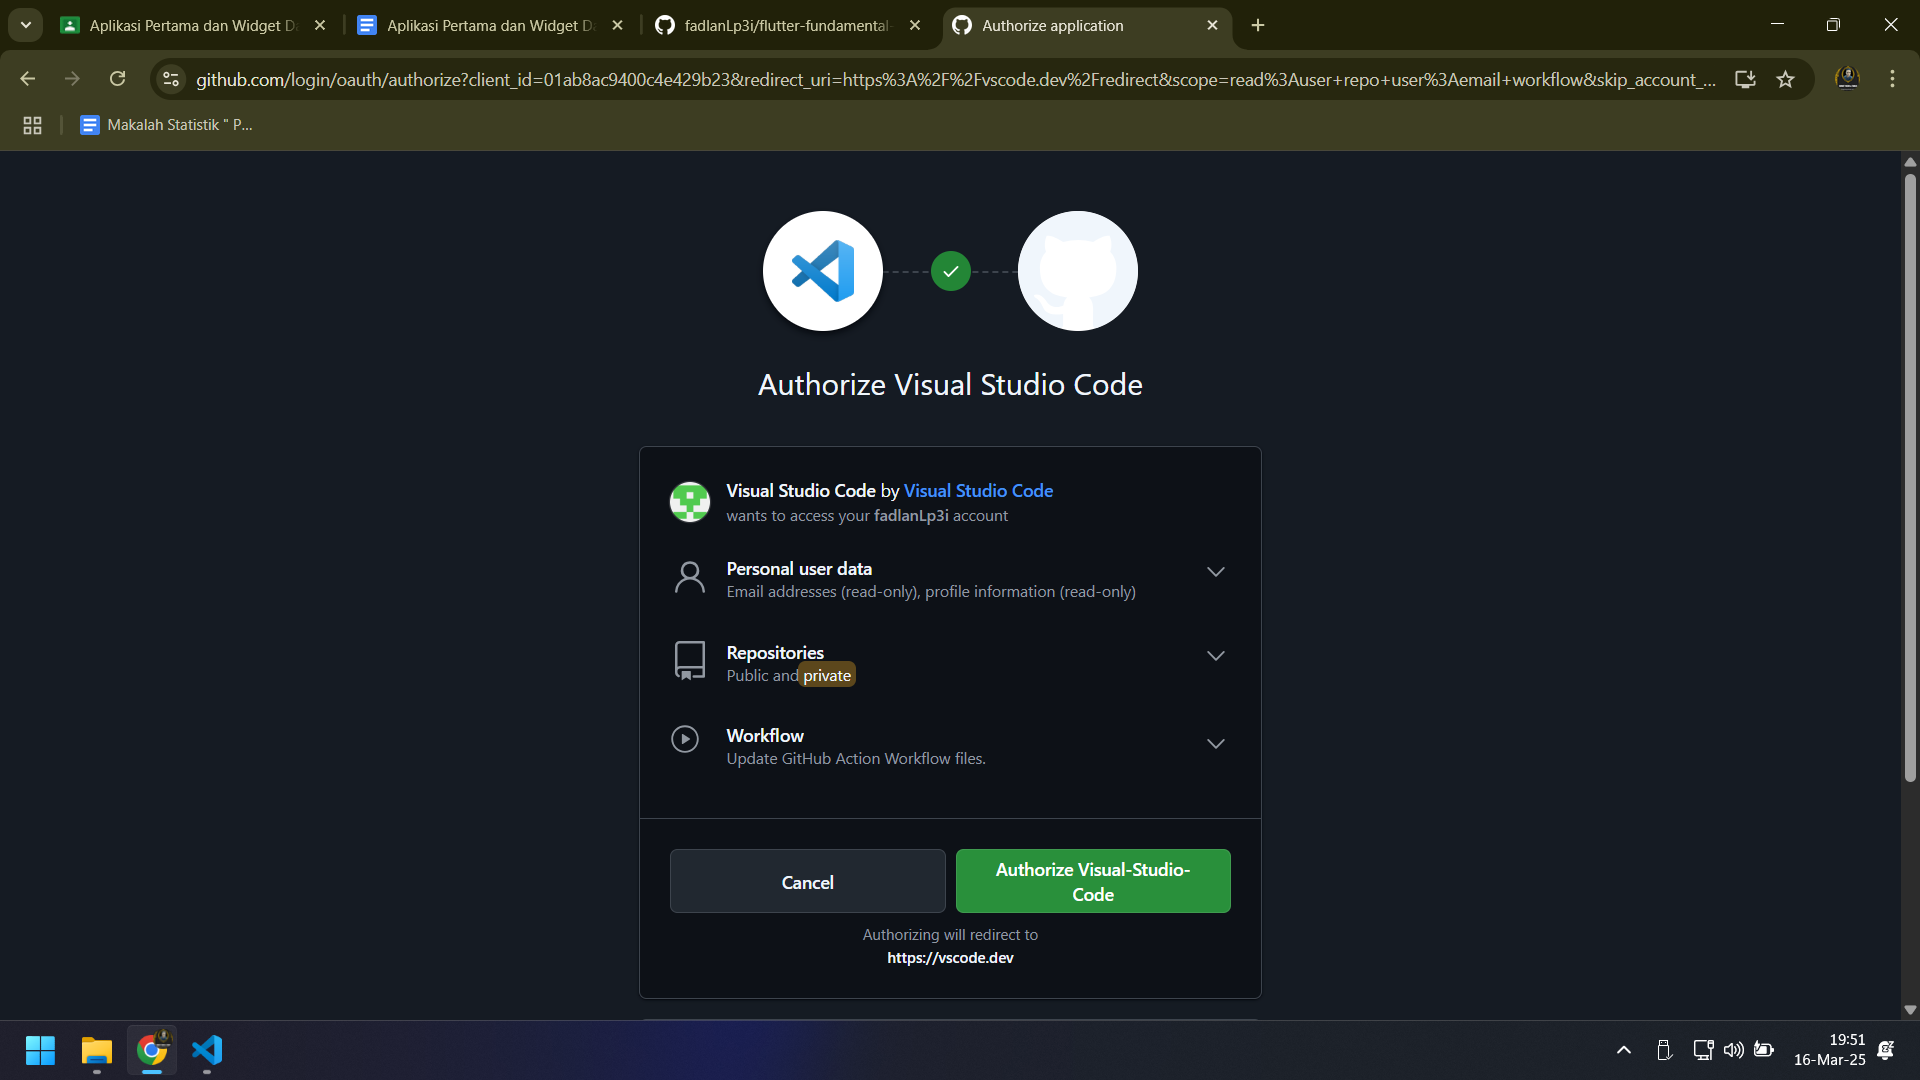 Aplikasi Pertama dan Widget D
Aplikasi Pertama dan Widget D
fadlanLp3i/flutter-fundamental-
Authorize application
github.com/login/oauth/authorize?client_id=01ab8ac9400c4e429b23&redirect_uri=https%3A%2F%2Fvscode.dev%2Fredirect&scope=read%3Auser+repo+user%3Aemail+workflow&skip_account_...
Makalah Statistik " P...
Authorize Visual Studio Code
Visual Studio Code by Visual Studio Code
wants to access your fadlanLp3i account
Personal user data
Email addresses (read-only), profile information (read-only)
Repositories
Public and private
Workflow
Update GitHub Action Workflow files.
Cancel
Authorize Visual-Studio-
Code
Authorizing will redirect to
https://vscode.dev
19:51
16-Mar-25